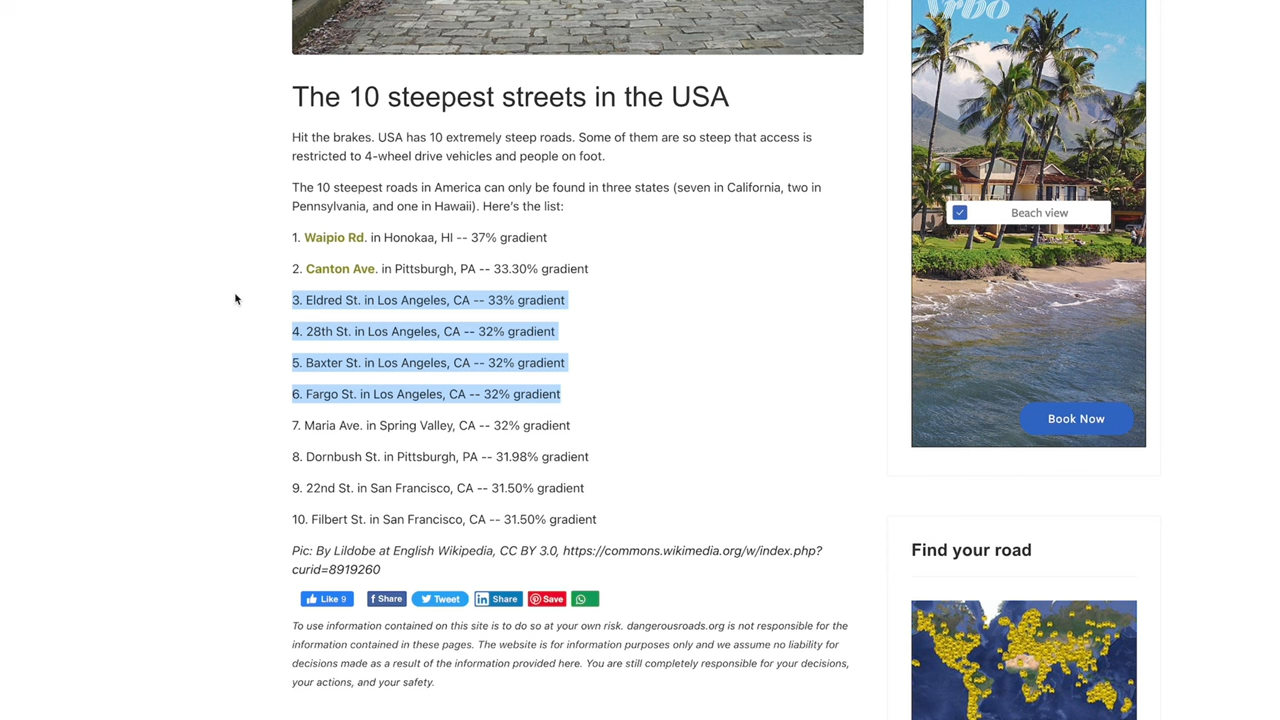 The 10 steepest streets in the USA
Hit the brakes. USA has 10 extremely steep roads. Some of them are so steep that access is
restricted to 4-wheel drive vehicles and people on foot.
The 10 steepest roads in America can only be found in three states (seven in California, two in
Pennsylvania, and one in Hawaii). Here's the list:
1. Waipio Rd. in Honokaa, HI -- 37% gradient
2. Canton Ave. in Pittsburgh, PA -- 33.30% gradient
3. Eldred St. in Los Angeles, CA -- 33% gradient
4. 28th St. in Los Angeles, CA -- 32% gradient
5. Baxter St. in Los Angeles, CA -- 32% gradient
6. Fargo St. in Los Angeles, CA -- 32% gradient
7. Maria Ave. in Spring Valley, CA -- 32% gradient
8. Dornbush St. in Pittsburgh, PA -- 31.98% gradient
9. 22nd St. in San Francisco, CA -- 31.50% gradient
10. Filbert St. in San Francisco, CA -- 31.50% gradient
Pic: By Lildobe at English Wikipedia, CC BY 3.0, https://commons.wikimedia.org/w/index.php?
curid=8919260
Like 9 Share Tweet Share Save
To use information contained on this site is to do so at your own risk. dangerousroads.org is not responsible for the
information contained in these pages. The website is for information purposes only and we assume no liability for
decisions made as a result of the information provided here. You are still completely responsible for your decisions,
your actions, and your safety.
Vrbo
Beach view
Book Now
Find your road